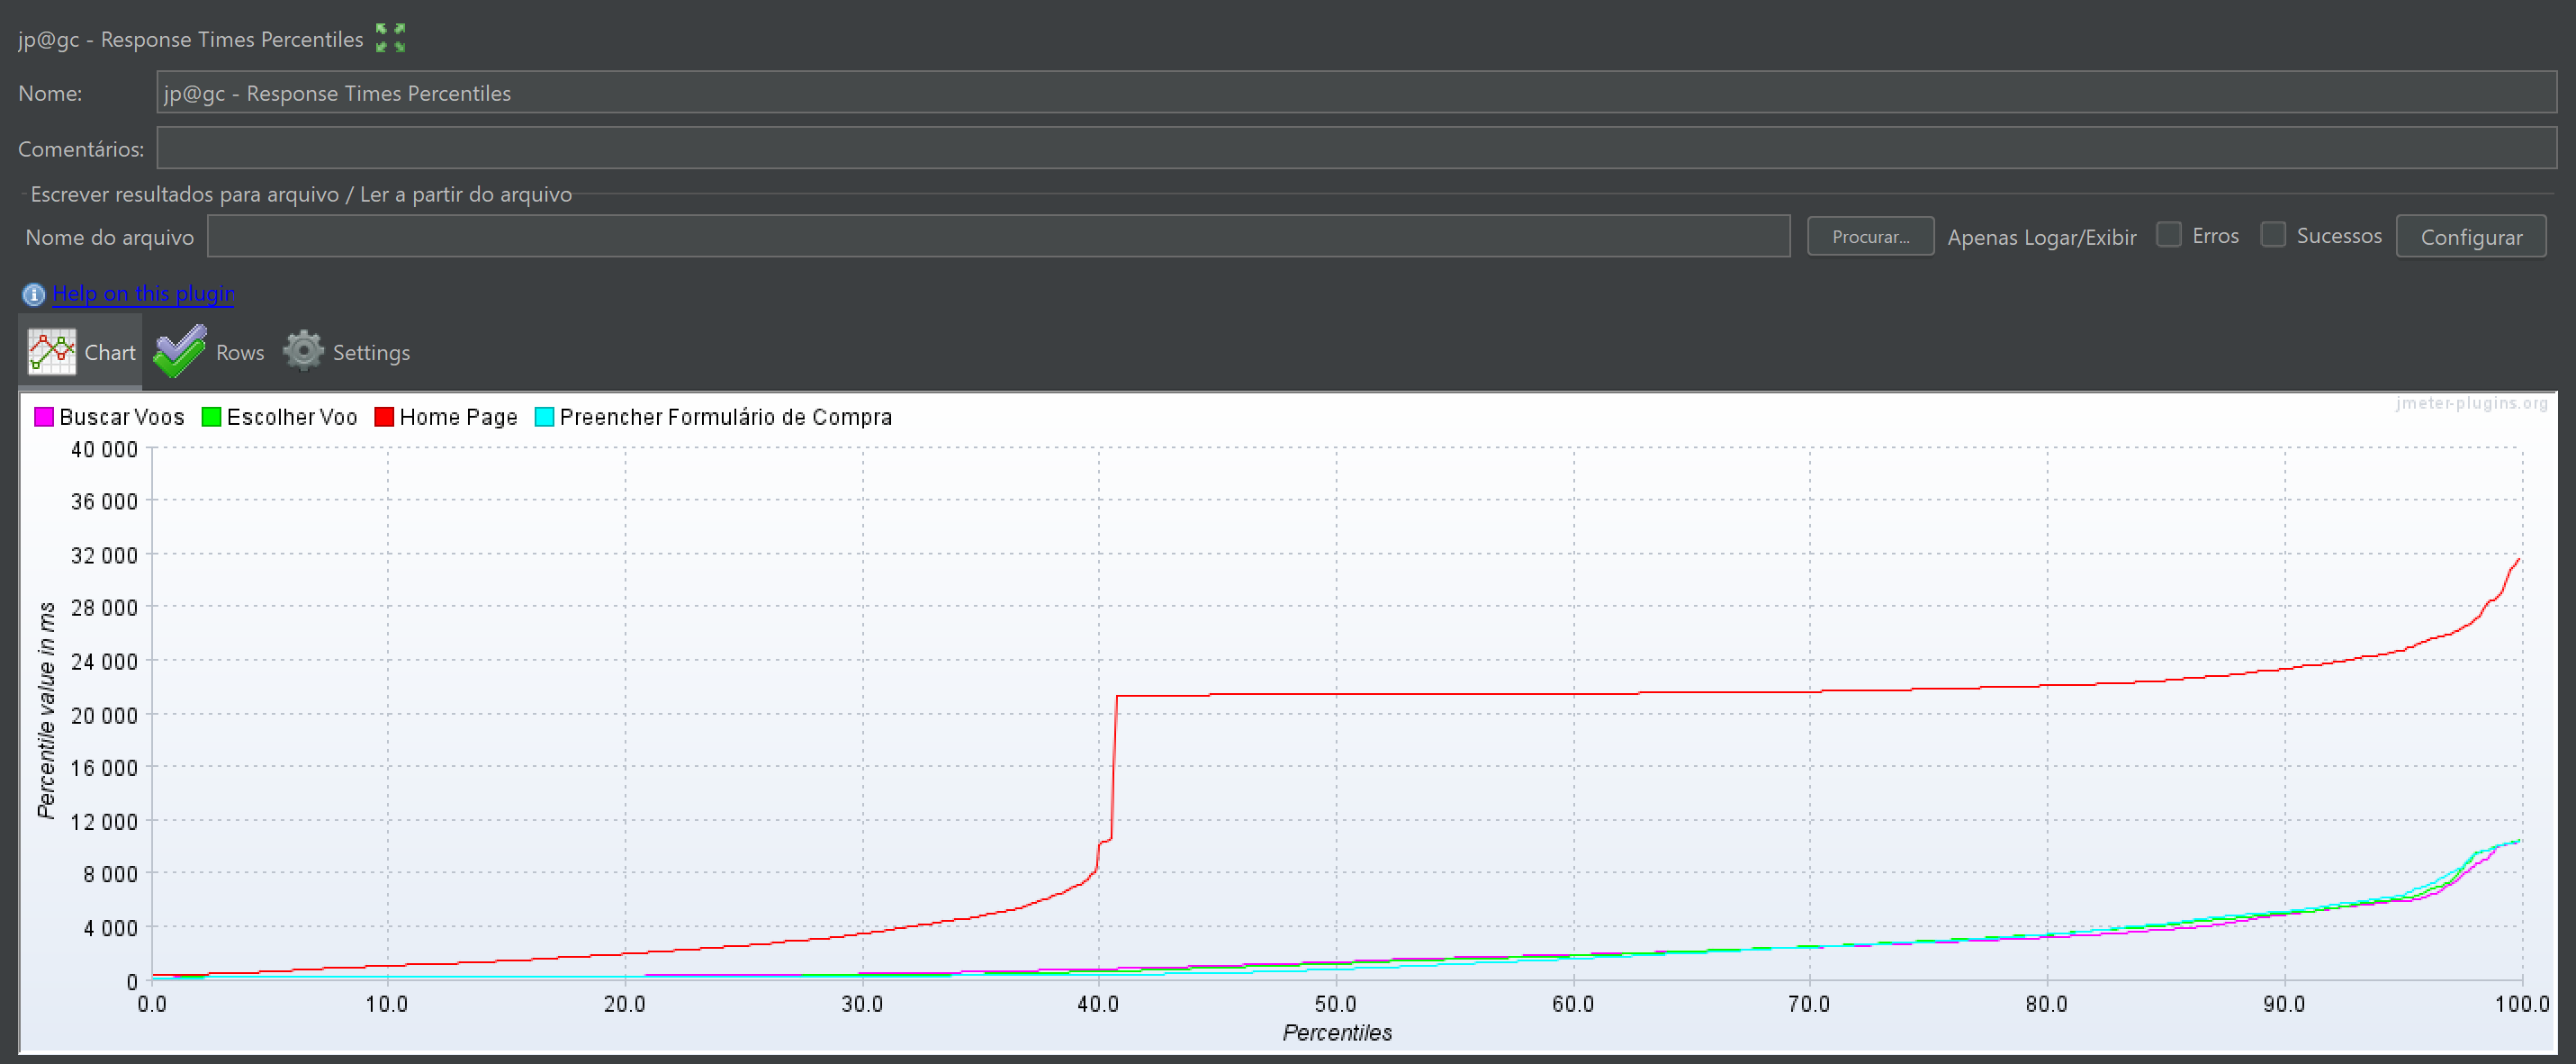 jp@gc - Response Times Percentiles
Nome: jp@gc - Response Times Percentiles
Comentários:
Escrever resultados para arquivo / Ler a partir do arquivo
Nome do arquivo Procurar... Apenas Logar/Exibir Erros Sucessos Configurar
Help on this plugin
Chart Rows Settings
jmeter-plugins.org
Buscar Voos Escolher Voo Home Page Preencher Formulário de Compra
40 000
36 000
32 000
28 000
24 000
20 000
16 000
12 000
8 000
4 000
0
Percentile value in ms
0.0 10.0 20.0 30.0 40.0 50.0 60.0 70.0 80.0 90.0 100.0
Percentiles